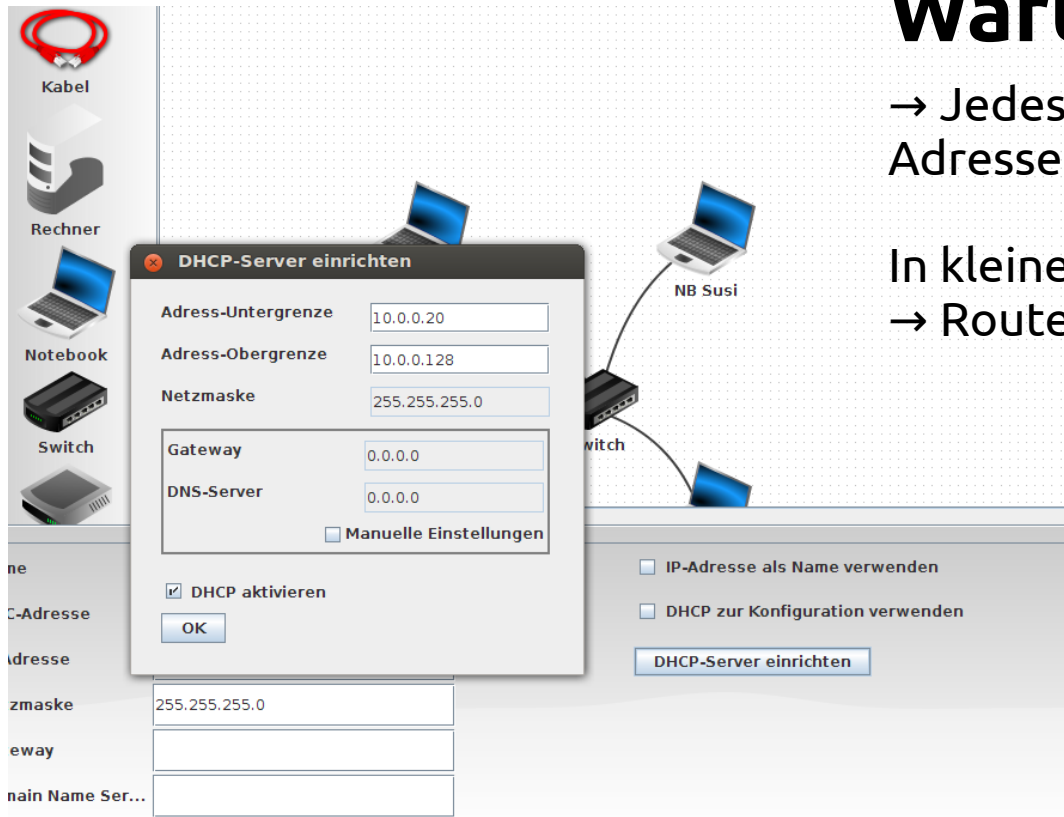 Kabel
Rechner
Notebook
Switch
→ Jedes
Adresse
In kleine
→ Route
NB Susi
witch
DHCP-Server einrichten
Adress-Untergrenze 10.0.0.20
Adress-Obergrenze 10.0.0.128
Netzmaske 255.255.255.0
Gateway 0.0.0.0
DNS-Server 0.0.0.0
Manuelle Einstellungen
DHCP aktivieren
OK
me
C-Adresse
Adresse
zmaske 255.255.255.0
eway
main Name Ser...
IP-Adresse als Name verwenden
DHCP zur Konfiguration verwenden
DHCP-Server einrichten